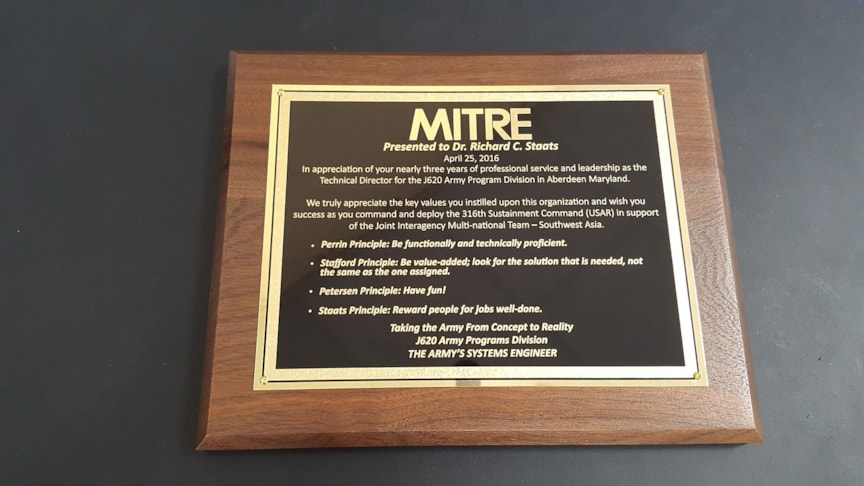 MITRE
Presented to Dr. Richard C. Staats
April 25, 2016
In appreciation of your nearly three years of professional service and leadership as the
Technical Director for the J620 Army Program Division in Aberdeen Maryland.
We truly appreciate the key values you instilled upon this organization and wish you
success as you command and deploy the 316th Sustainment Command (USAR) in support
of the Joint Interagency Multi-national Team – Southwest Asia.
• Perrin Principle: Be functionally and technically proficient.
• Stafford Principle: Be value-added; look for the solution that is needed, not
the same as the one assigned.
• Petersen Principle: Have fun!
• Staats Principle: Reward people for jobs well-done.
Taking the Army From Concept to Reality
J620 Army Programs Division
THE ARMY'S SYSTEMS ENGINEER